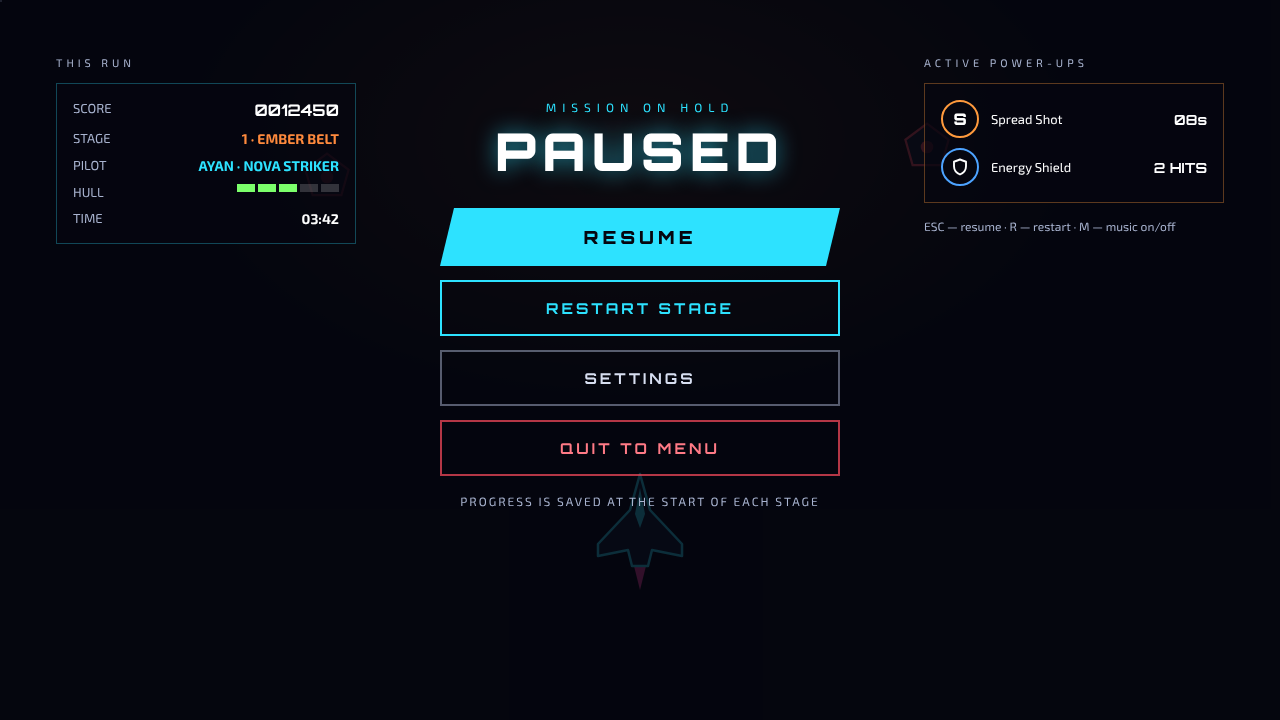 THIS RUN
SCORE 0012450
STAGE 1 · EMBER BELT
PILOT AYAN · NOVA STRIKER
HULL
TIME 03:42
MISSION ON HOLD
PAUSED
RESUME
RESTART STAGE
SETTINGS
QUIT TO MENU
PROGRESS IS SAVED AT THE START OF EACH STAGE
ACTIVE POWER-UPS
S Spread Shot 08s
Energy Shield 2 HITS
ESC — resume · R — restart · M — music on/off